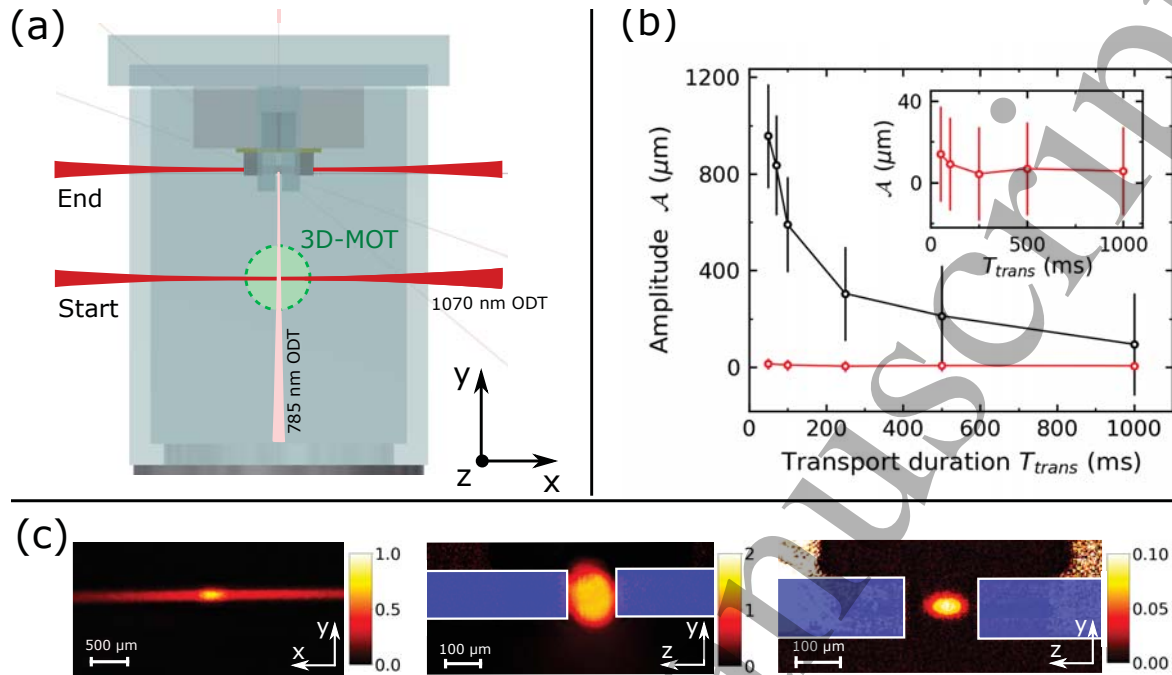 (a)
End
3D-MOT
Start
1070 nm ODT
785 nm ODT
y
z
x
(b)
1200
800
400
0
Amplitude 𝒜 (μm)
0
200
400
600
800
1000
Transport duration T_trans (ms)
40
0
𝒜 (μm)
0
500
1000
T_trans (ms)
(c)
500 μm
y
x
1.0
0.5
0.0
100 μm
y
z
2
1
0
100 μm
y
z
0.10
0.05
0.00